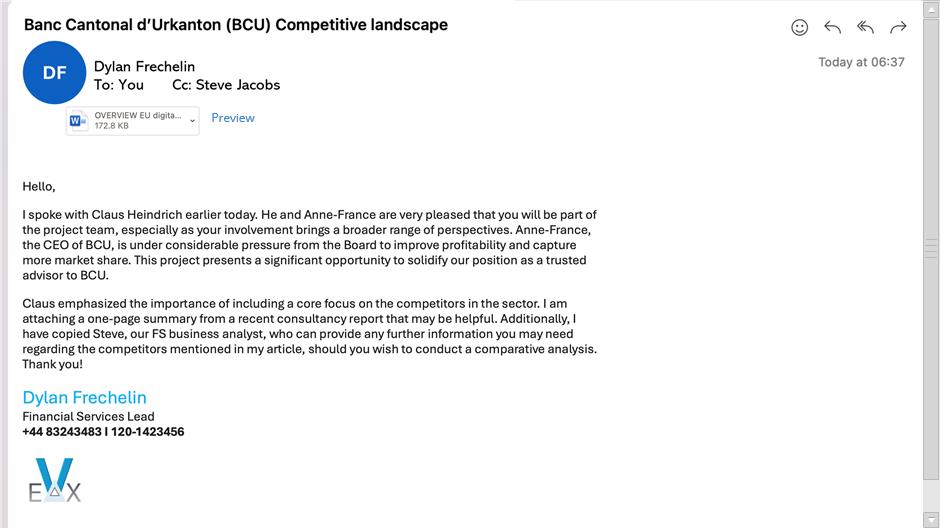 Banc Cantonal d’Urkanton (BCU) Competitive landscape
DF
Dylan Frechelin
To: You Cc: Steve Jacobs
Today at 06:37
OVERVIEW EU digita...
172.8 KB
Preview
Hello,
I spoke with Claus Heindrich earlier today. He and Anne-France are very pleased that you will be part of
the project team, especially as your involvement brings a broader range of perspectives. Anne-France,
the CEO of BCU, is under considerable pressure from the Board to improve profitability and capture
more market share. This project presents a significant opportunity to solidify our position as a trusted
advisor to BCU.
Claus emphasized the importance of including a core focus on the competitors in the sector. I am
attaching a one-page summary from a recent consultancy report that may be helpful. Additionally, I
have copied Steve, our FS business analyst, who can provide any further information you may need
regarding the competitors mentioned in my article, should you wish to conduct a comparative analysis.
Thank you!
Dylan Frechelin
Financial Services Lead
+44 83243483 I 120-1423456
EVX